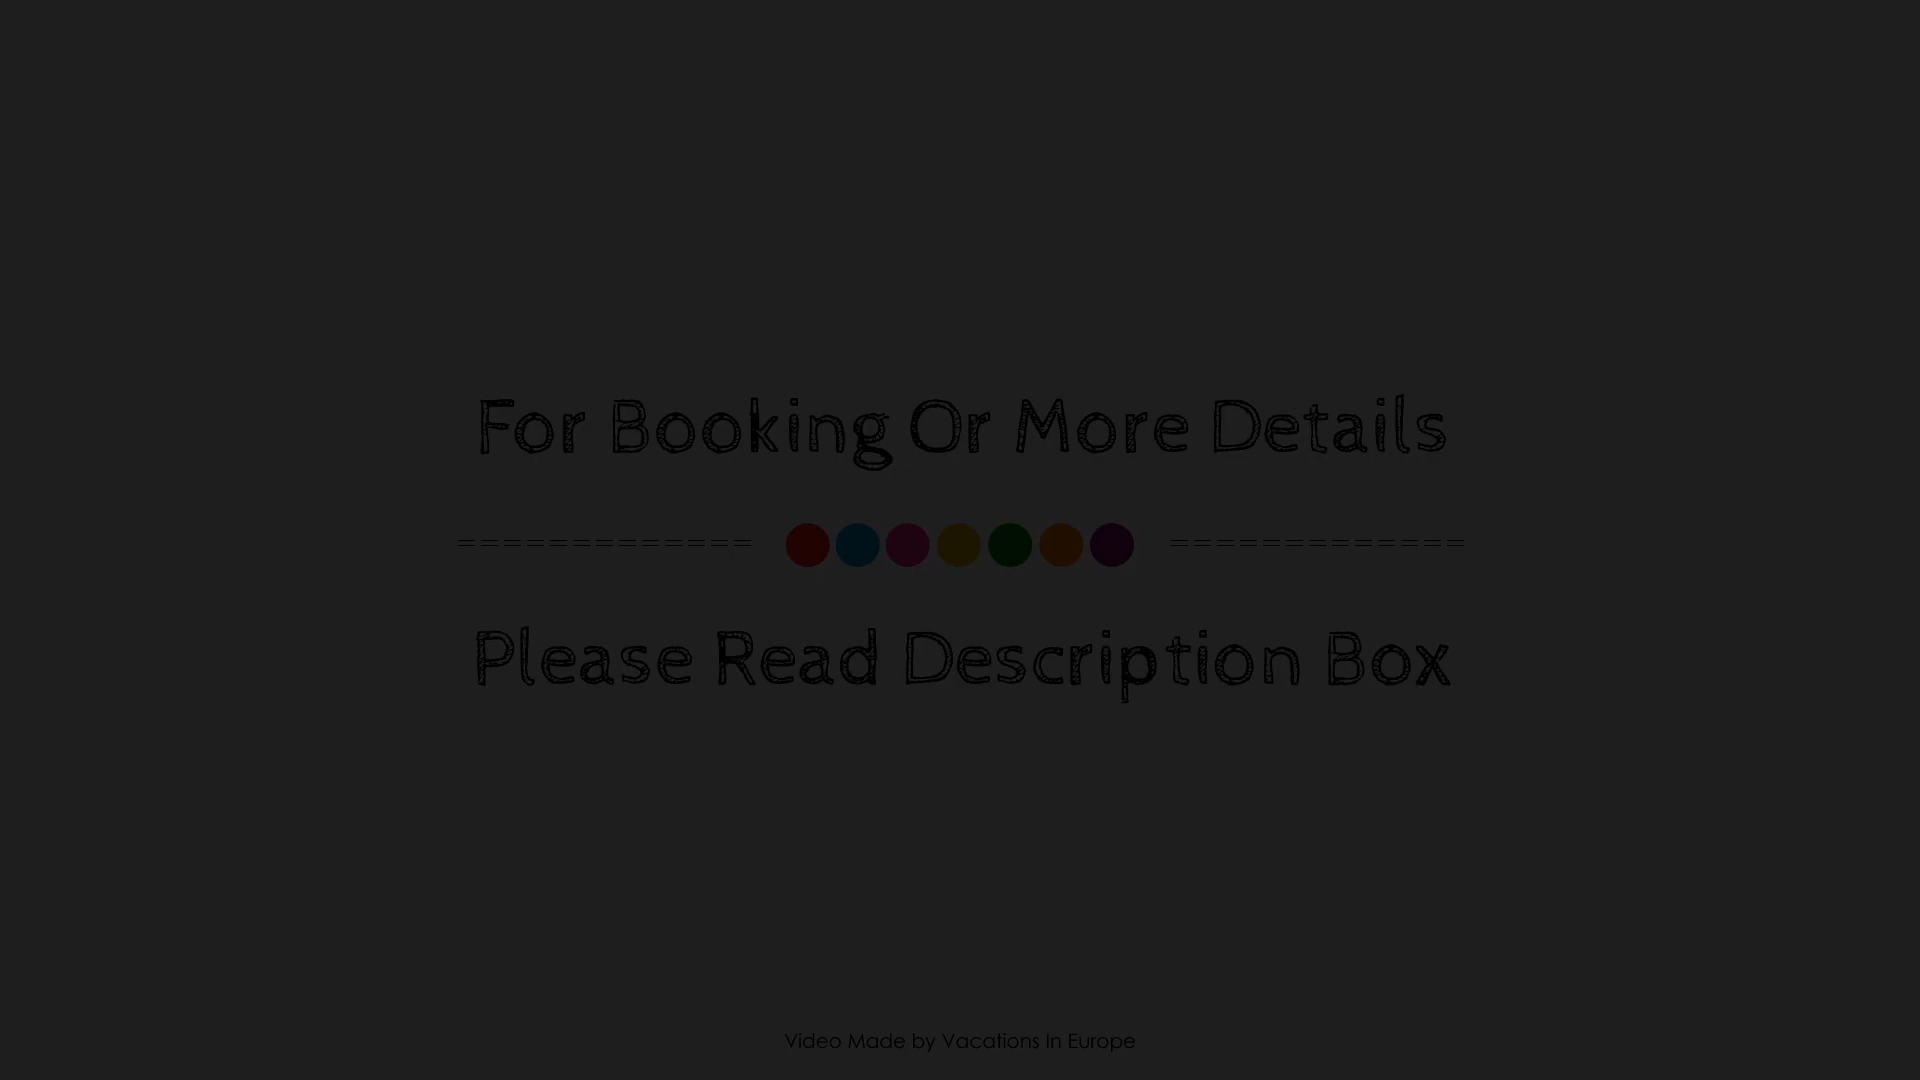 For Booking Or More Details
============= =============
Please Read Description Box
Video Made by Vacations In Europe